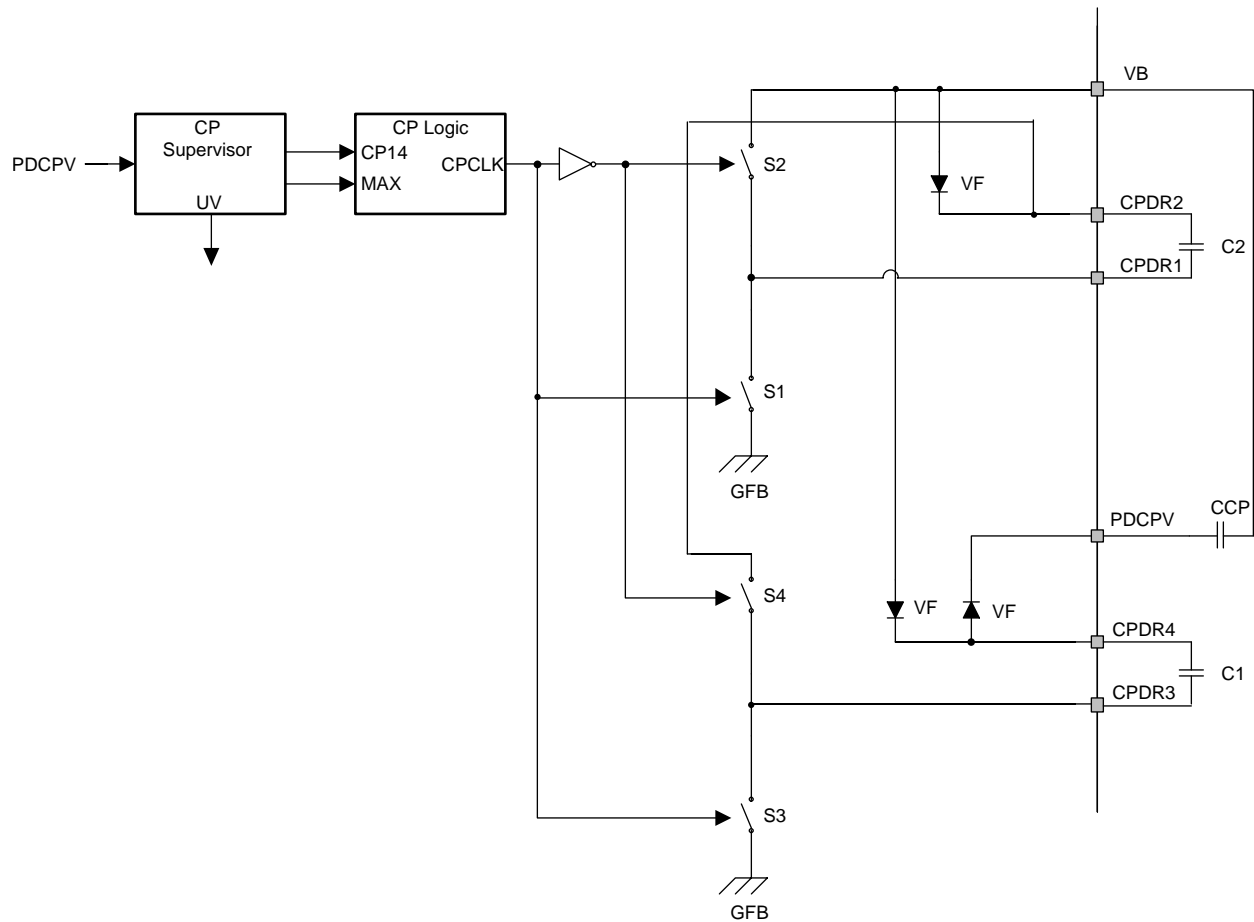 VB
CP
Supervisor
CP Logic
CPCLK
CP14
MAX
PDCPV
UV
S2
VF
CPDR2
C2
CPDR1
S1
GFB
PDCPV
CCP
S4
VF
VF
CPDR4
C1
CPDR3
S3
GFB